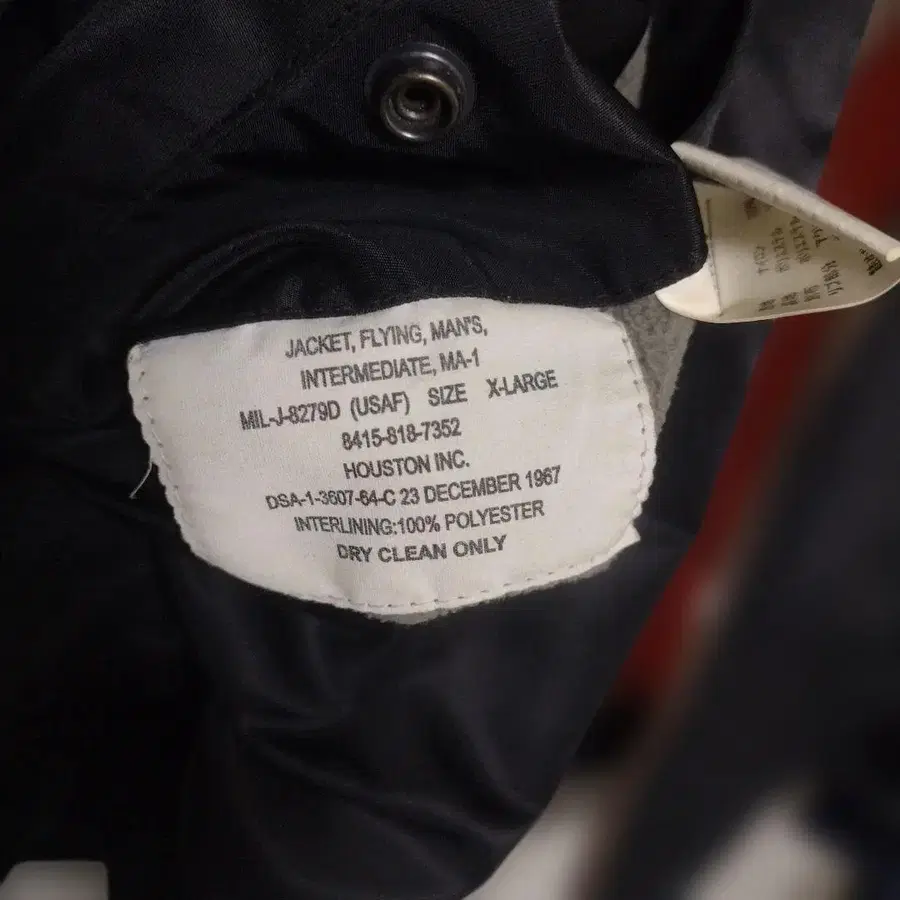 JACKET, FLYING, MAN'S,
INTERMEDIATE, MA-1
MIL-J-8279D (USAF) SIZE X-LARGE
8415-818-7352
HOUSTON INC.
DSA-1-3607-64-C 23 DECEMBER 1967
INTERLINING:100% POLYESTER
DRY CLEAN ONLY